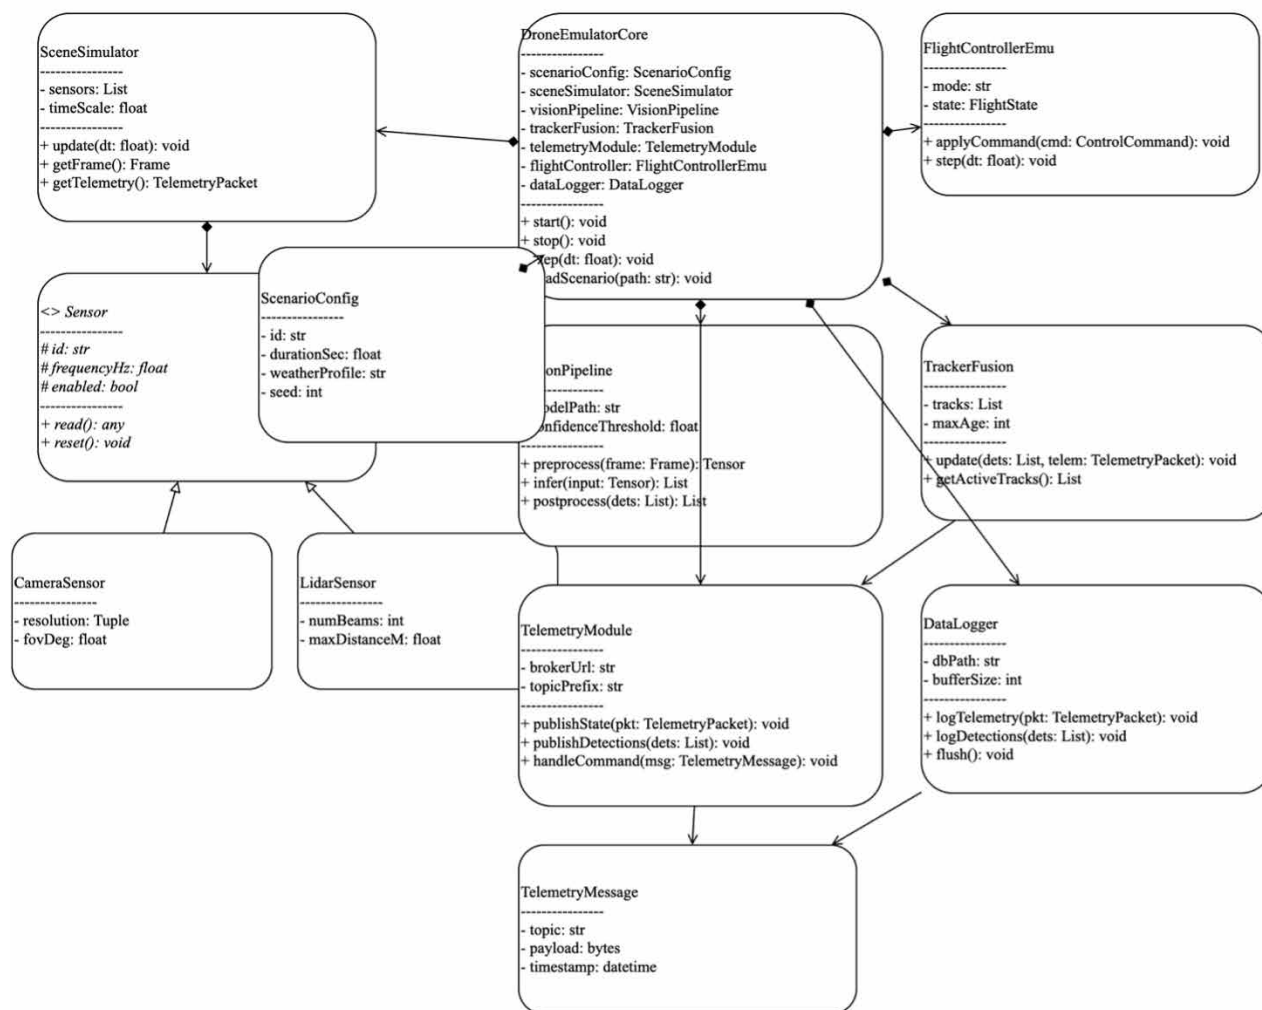 SceneSimulator
----------------
- sensors: List
- timeScale: float
----------------
+ update(dt: float): void
+ getFrame(): Frame
+ getTelemetry(): TelemetryPacket
DroneEmulatorCore
----------------
- scenarioConfig: ScenarioConfig
- sceneSimulator: SceneSimulator
- visionPipeline: VisionPipeline
- trackerFusion: TrackerFusion
- telemetryModule: TelemetryModule
- flightController: FlightControllerEmu
- dataLogger: DataLogger
----------------
+ start(): void
+ stop(): void
ep(dt: float): void
adScenario(path: str): void
FlightControllerEmu
----------------
- mode: str
- state: FlightState
----------------
+ applyCommand(cmd: ControlCommand): void
+ step(dt: float): void
<> Sensor
----------------
# id: str
# frequencyHz: float
# enabled: bool
----------------
+ read(): any
+ reset(): void
ScenarioConfig
----------------
- id: str
- durationSec: float
- weatherProfile: str
- seed: int
onPipeline
----------------
odelPath: str
onfidenceThreshold: float
----------------
+ preprocess(frame: Frame): Tensor
+ infer(input: Tensor): List
+ postprocess(dets: List): List
TrackerFusion
----------------
- tracks: List
- maxAge: int
----------------
+ update(dets: List, telem: TelemetryPacket): void
+ getActiveTracks(): List
CameraSensor
----------------
- resolution: Tuple
- fovDeg: float
LidarSensor
----------------
- numBeams: int
- maxDistanceM: float
TelemetryModule
----------------
- brokerUrl: str
- topicPrefix: str
----------------
+ publishState(pkt: TelemetryPacket): void
+ publishDetections(dets: List): void
+ handleCommand(msg: TelemetryMessage): void
DataLogger
----------------
- dbPath: str
- bufferSize: int
----------------
+ logTelemetry(pkt: TelemetryPacket): void
+ logDetections(dets: List): void
+ flush(): void
TelemetryMessage
----------------
- topic: str
- payload: bytes
- timestamp: datetime